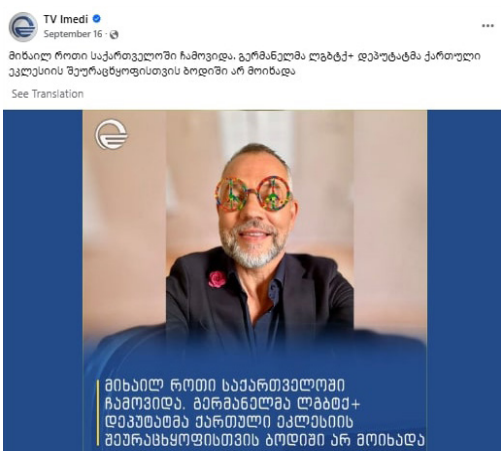 TV Imedi
September 16 ·
მიხაილ როთი საქართველოში ჩამოვიდა. გერმანელმა ლგბტქ+ დეპუტატმა ქართული
ეკლესიის შეურაცხყოფისთვის ბოდიში არ მოიხადა
See Translation
მიხაილ როთი საქართველოში
ჩამოვიდა. გერმანელმა ლგბტქ+
დეპუტატმა ქართული ეკლესიის
შეურაცხყოფისთვის ბოდიში არ მოიხადა